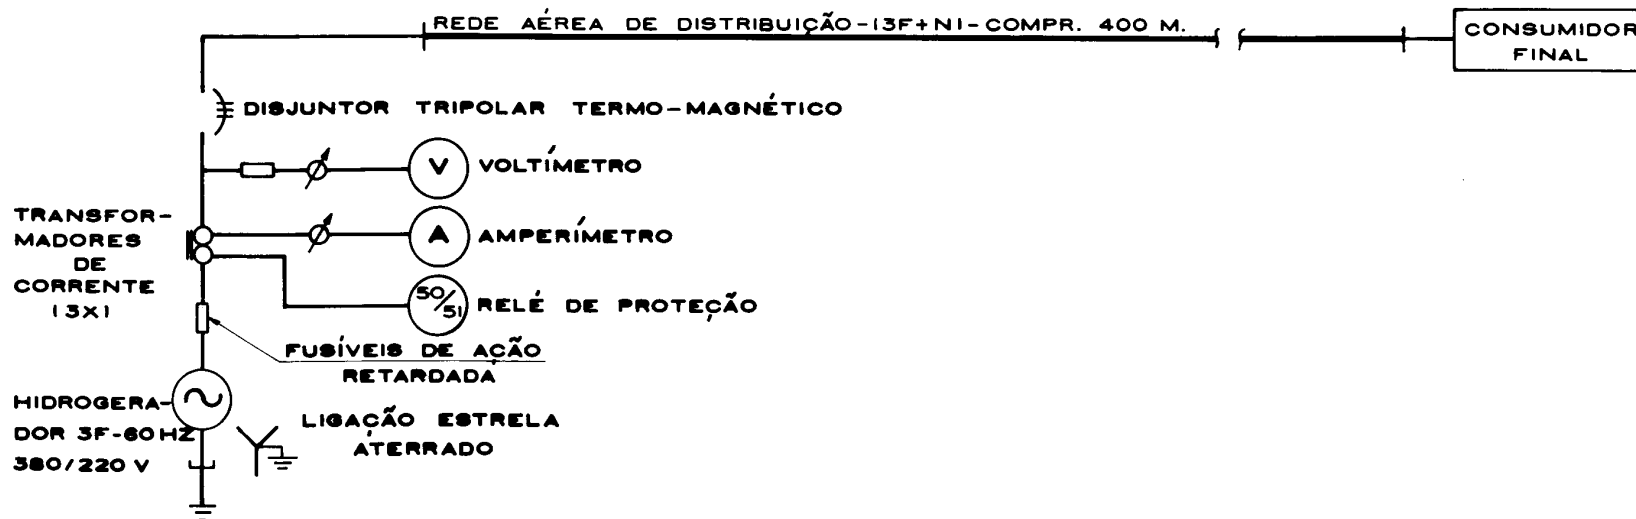 REDE AÉREA DE DISTRIBUIÇÃO-(3F+N)-COMPR. 400 M.
CONSUMIDOR
FINAL
DISJUNTOR TRIPOLAR TERMO-MAGNÉTICO
V VOLTÍMETRO
TRANSFOR-
MADORES
DE
CORRENTE
(3X)
A AMPERÍMETRO
50/51 RELÉ DE PROTEÇÃO
FUSÍVEIS DE AÇÃO
RETARDADA
HIDROGERA-
DOR 3F-60HZ
380/220 V
LIGAÇÃO ESTRELA
ATERRADO